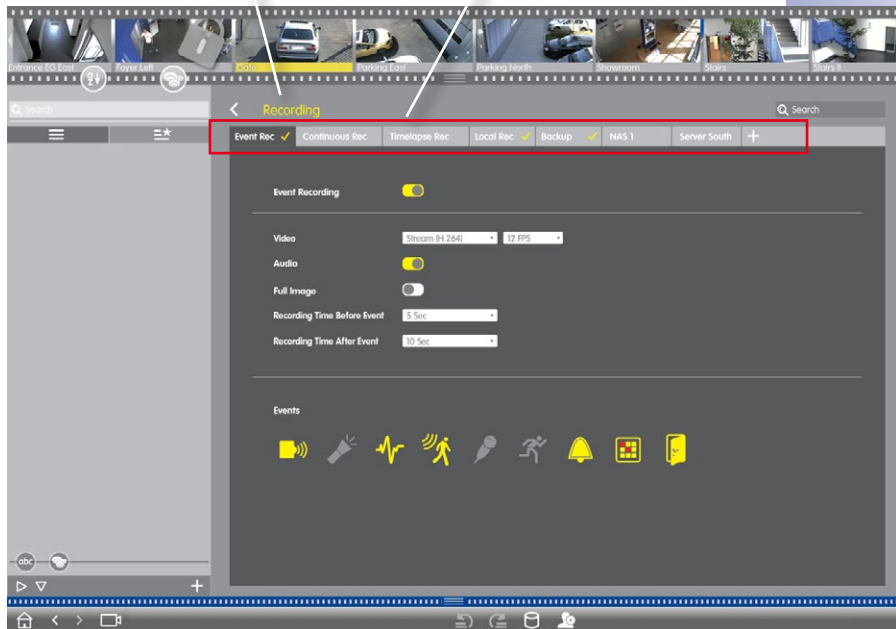 Entrance EG East Foyer Left Gate Parking East Parking North Showroom Stairs Stairs II
Search
Recording
Search
Event Rec Continuous Rec Timelapse Rec Local Rec Backup NAS 1 Server South
Event Recording
Video Stream (H.264) 12 FPS
Audio
Full Image
Recording Time Before Event 5 Sec
Recording Time After Event 10 Sec
Events
abc